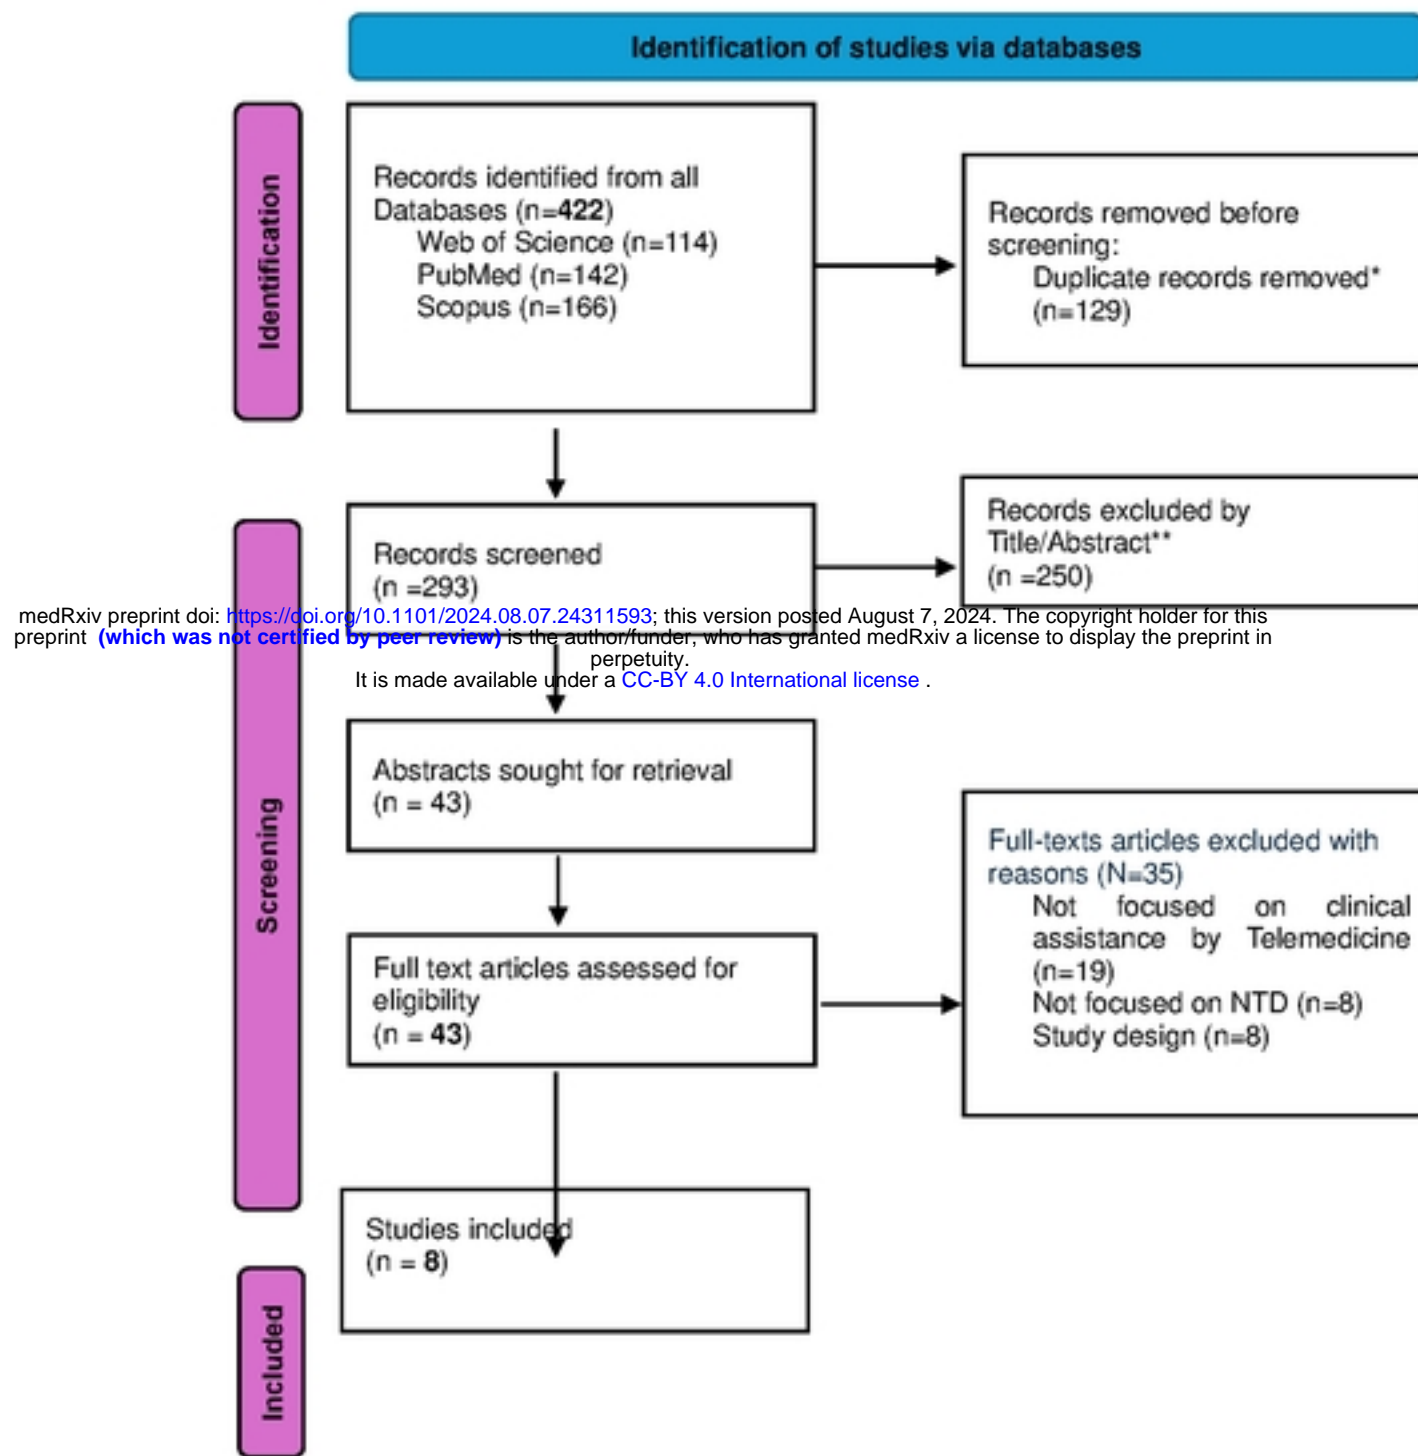 Identification of studies via databases
Identification
Records identified from all
Databases (n=422)
Web of Science (n=114)
PubMed (n=142)
Scopus (n=166)
Records removed before
screening:
Duplicate records removed*
(n=129)
Screening
Records screened
(n =293)
Records excluded by
Title/Abstract**
(n =250)
medRxiv preprint doi: https://doi.org/10.1101/2024.08.07.24311593; this version posted August 7, 2024. The copyright holder for this
preprint (which was not certified by peer review) is the author/funder, who has granted medRxiv a license to display the preprint in
perpetuity.
It is made available under a CC-BY 4.0 International license .
Abstracts sought for retrieval
(n = 43)
Full text articles assessed for
eligibility
(n = 43)
Full-texts articles excluded with
reasons (N=35)
Not focused on clinical
assistance by Telemedicine
(n=19)
Not focused on NTD (n=8)
Study design (n=8)
Included
Studies included
(n = 8)